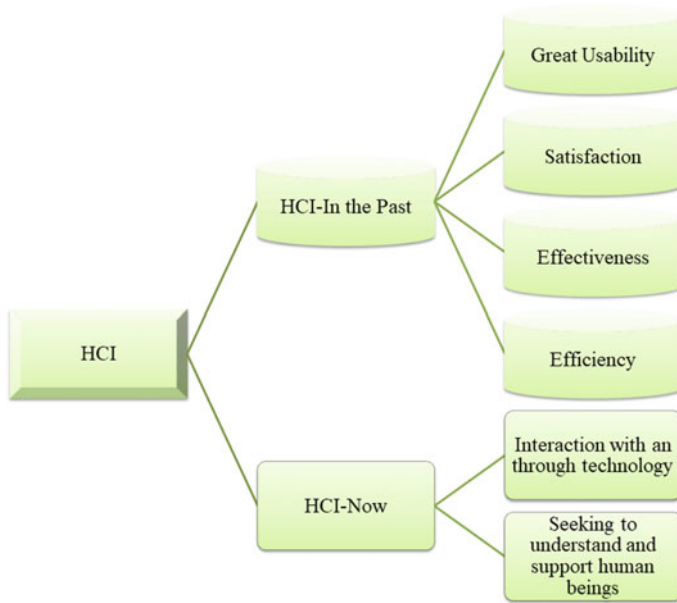 HCI
HCI-In the Past
Great Usability
Satisfaction
Effectiveness
Efficiency
HCI-Now
Interaction with an
through technology
Seeking to
understand and
support human
beings